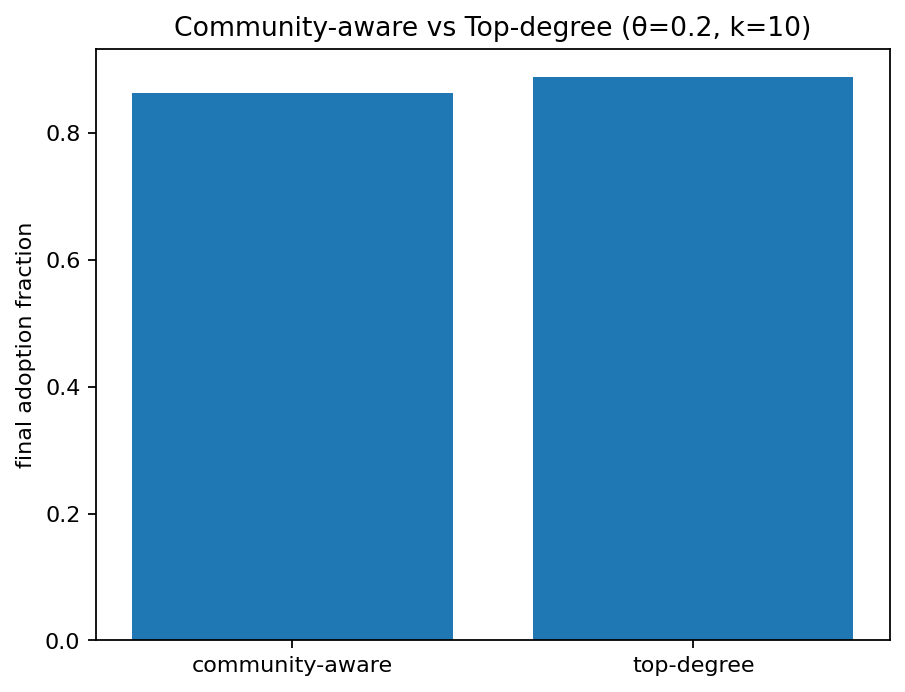 Community-aware vs Top-degree (θ=0.2, k=10)
final adoption fraction
0.8
0.6
0.4
0.2
0.0
community-aware
top-degree